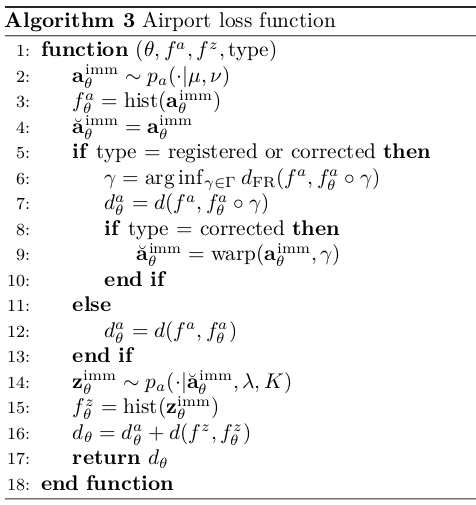 Algorithm 3 Airport loss function
1: function (θ, f^a, f^z, type)
2: a_θ^imm ∼ p_a(·|μ, ν)
3: f_θ^a = hist(a_θ^imm)
4: ă_θ^imm = a_θ^imm
5: if type = registered or corrected then
6: γ = arg inf_{γ∈Γ} d_FR(f^a, f_θ^a ∘ γ)
7: d_θ^a = d(f^a, f_θ^a ∘ γ)
8: if type = corrected then
9: ă_θ^imm = warp(a_θ^imm, γ)
10: end if
11: else
12: d_θ^a = d(f^a, f_θ^a)
13: end if
14: z_θ^imm ∼ p_a(·|ă_θ^imm, λ, K)
15: f_θ^z = hist(z_θ^imm)
16: d_θ = d_θ^a + d(f^z, f_θ^z)
17: return d_θ
18: end function